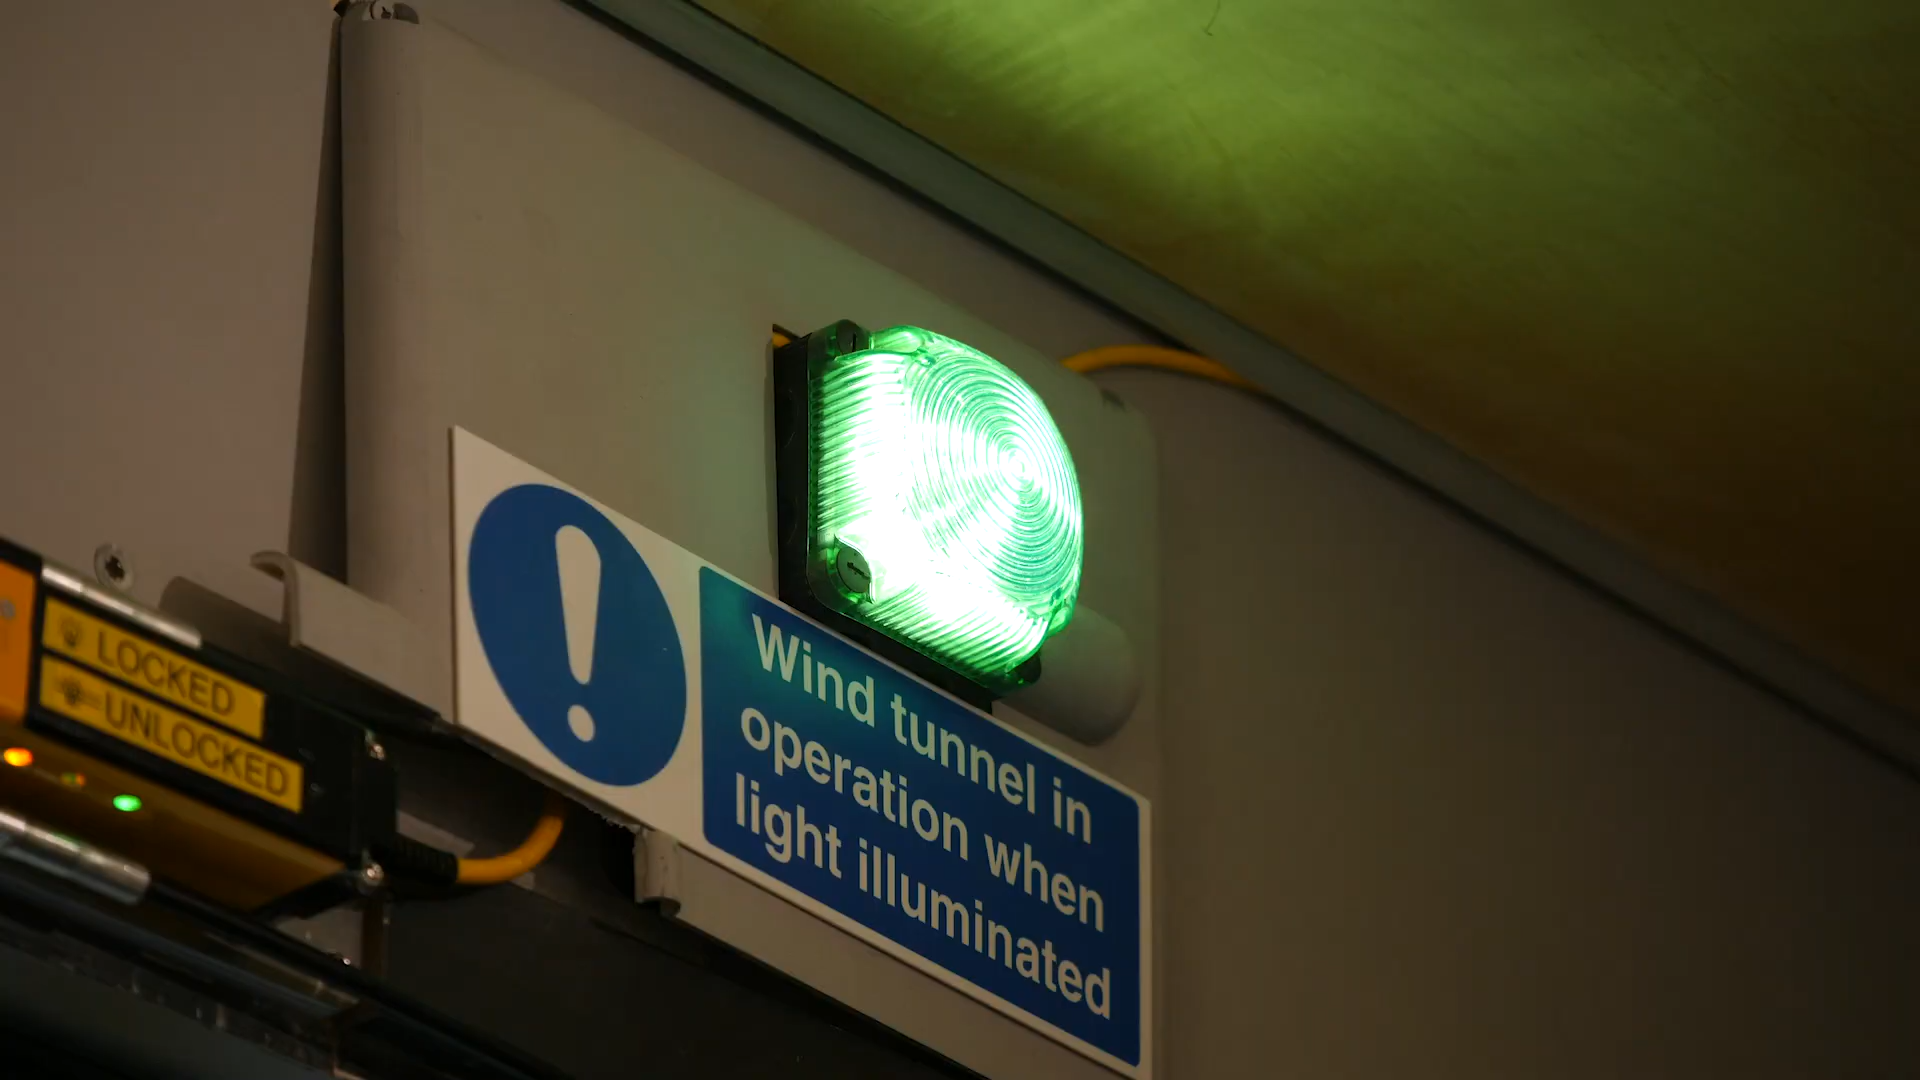 LOCKED
UNLOCKED
Wind tunnel in
operation when
light illuminated